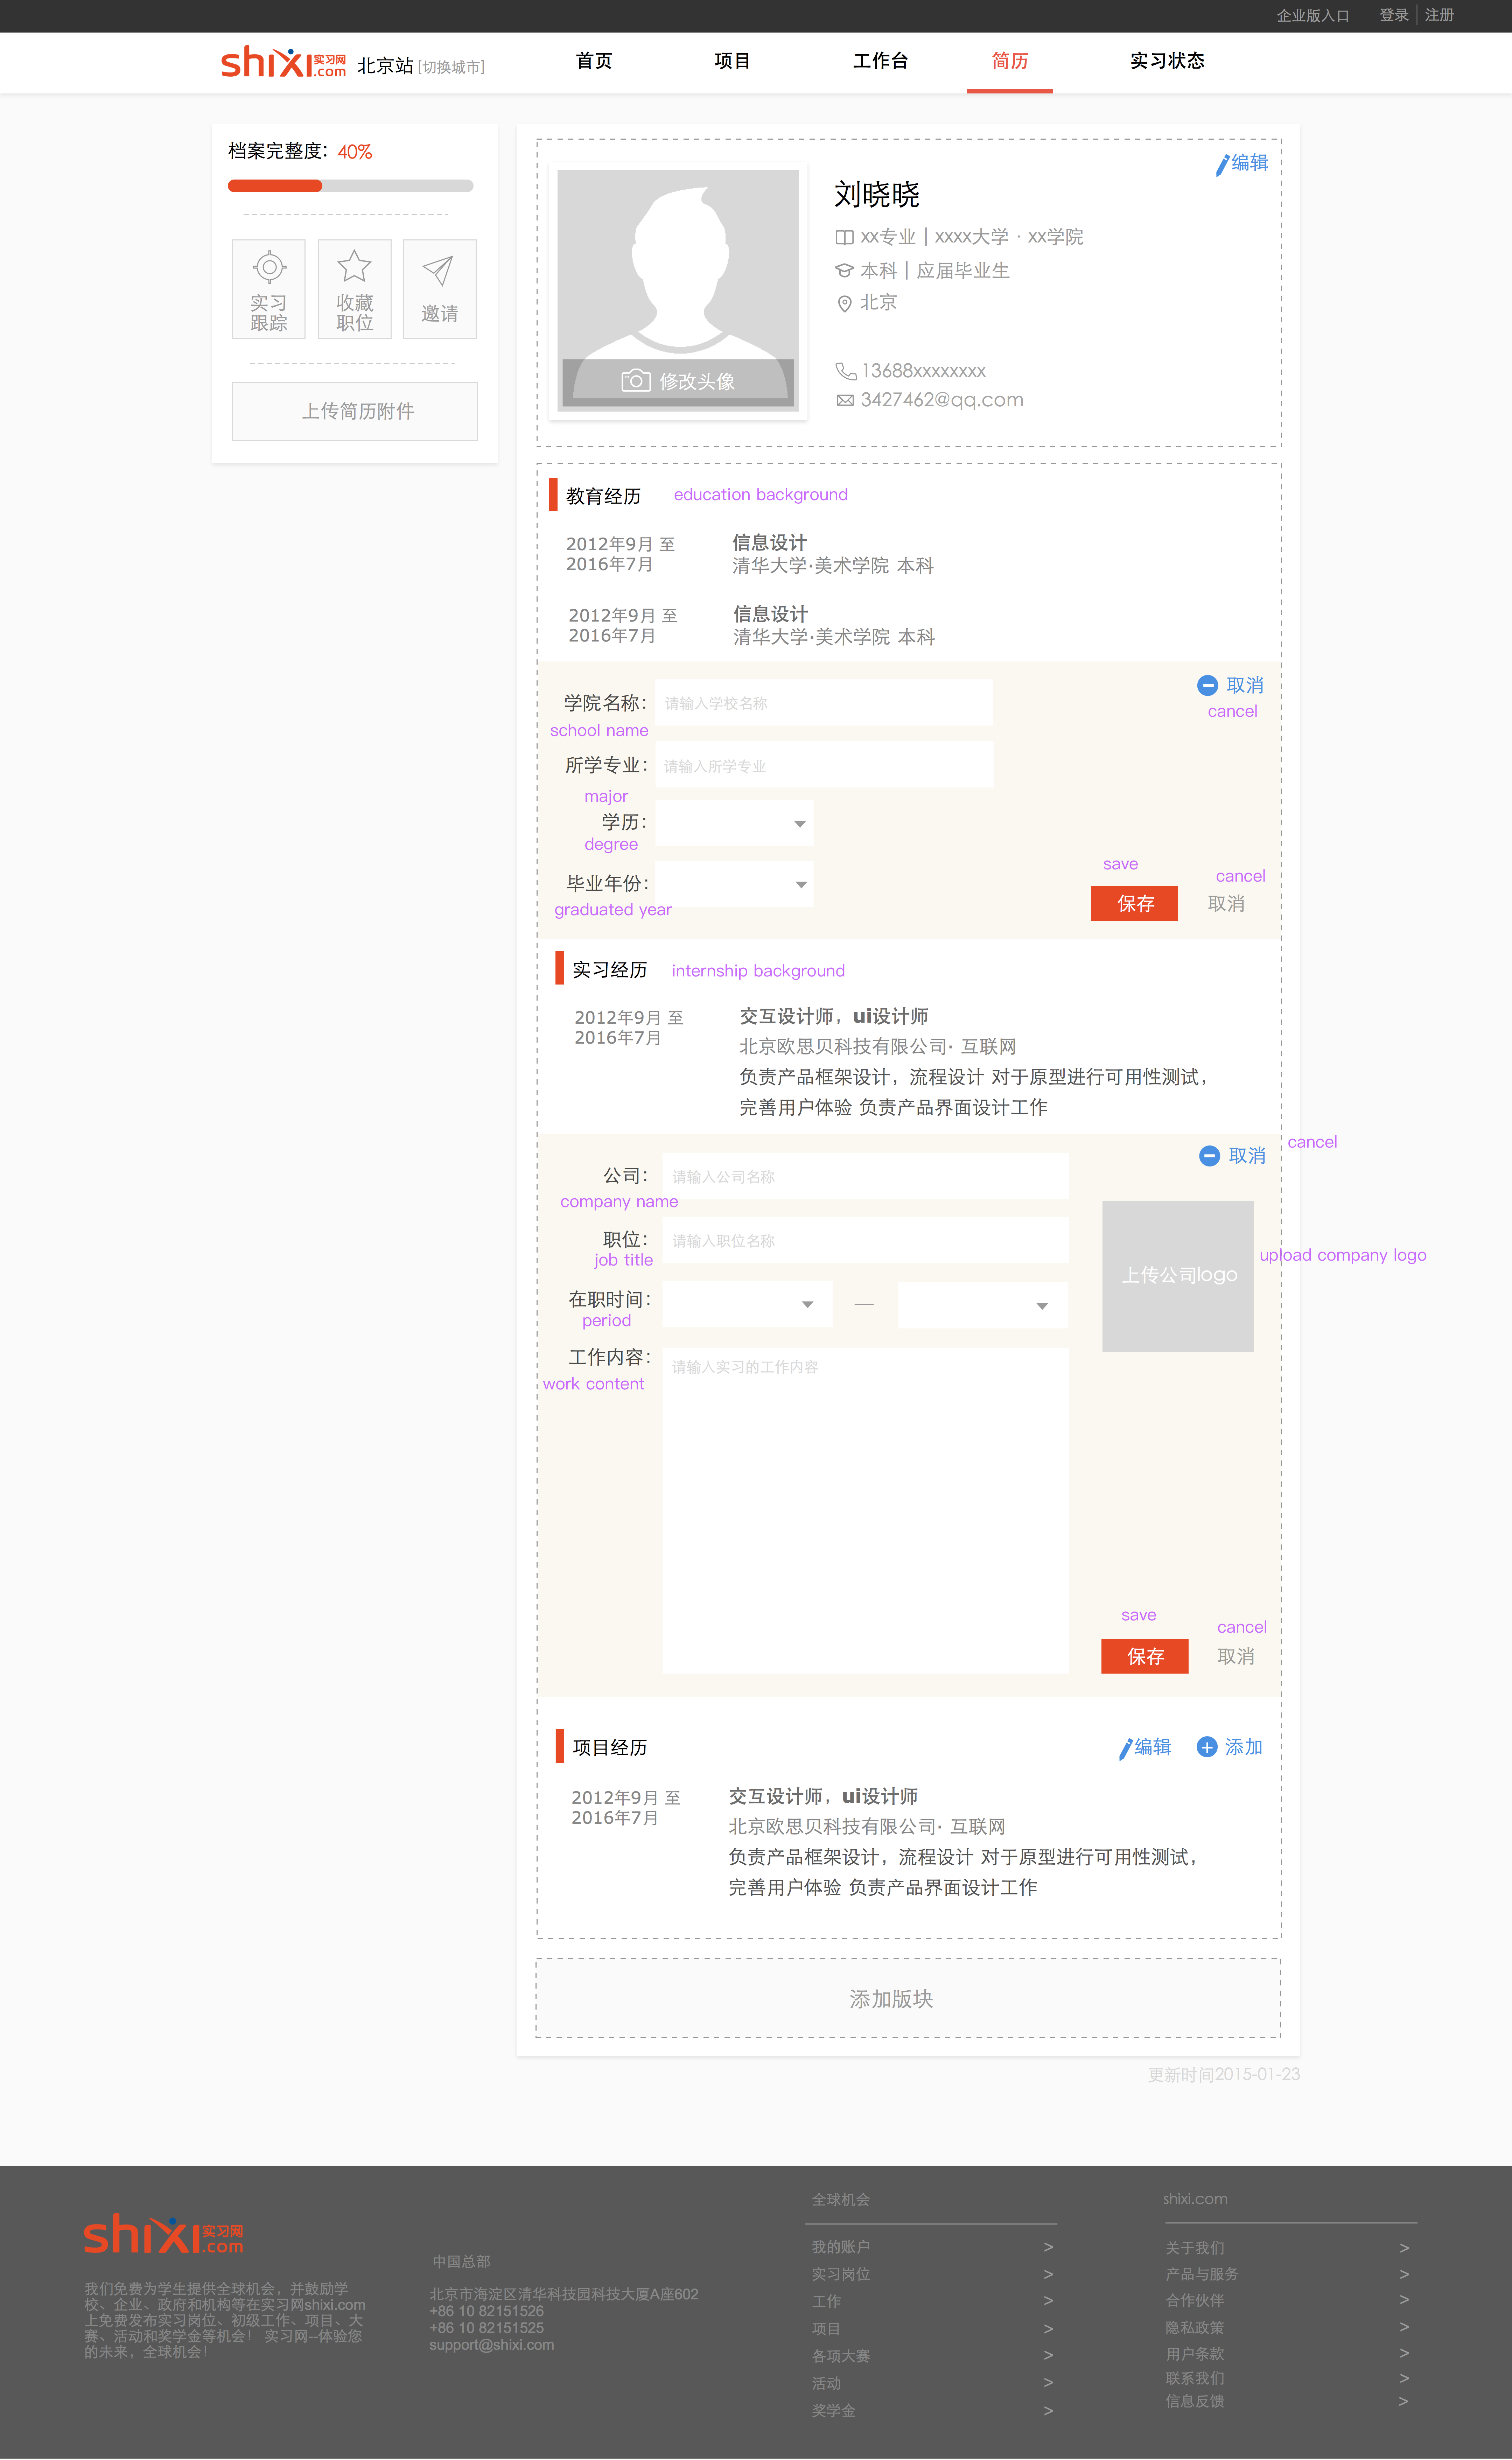 企业版入口 登录 | 注册
shixi实习网.com 北京站 [切换城市] 首页 项目 工作台 简历 实习状态
档案完整度: 40%
实习
跟踪
收藏
职位
邀请
上传简历附件
编辑
刘晓晓
xx专业 | xxxx大学 · xx学院
本科 | 应届毕业生
北京
13688xxxxxxxx
3427462@qq.com
修改头像
教育经历 education background
2012年9月 至
2016年7月
信息设计
清华大学·美术学院 本科
2012年9月 至
2016年7月
信息设计
清华大学·美术学院 本科
取消
cancel
学院名称: 请输入学校名称
school name
所学专业: 请输入所学专业
major
学历:
degree
毕业年份:
graduated year
save cancel
保存 取消
实习经历 internship background
2012年9月 至
2016年7月
交互设计师，ui设计师
北京欧思贝科技有限公司· 互联网
负责产品框架设计，流程设计 对于原型进行可用性测试，
完善用户体验 负责产品界面设计工作
取消 cancel
公司: 请输入公司名称
company name
职位: 请输入职位名称
job title
上传公司logo upload company logo
在职时间: —
period
工作内容: 请输入实习的工作内容
work content
save cancel
保存 取消
项目经历 编辑 添加
2012年9月 至
2016年7月
交互设计师，ui设计师
北京欧思贝科技有限公司· 互联网
负责产品框架设计，流程设计 对于原型进行可用性测试，
完善用户体验 负责产品界面设计工作
添加版块
更新时间2015-01-23
shixi实习网.com
我们免费为学生提供全球机会，并鼓励学
校、企业、政府和机构等在实习网shixi.com
上免费发布实习岗位、初级工作、项目、大
赛、活动和奖学金等机会！ 实习网--体验您
的未来，全球机会！
中国总部
北京市海淀区清华科技园科技大厦A座602
+86 10 82151526
+86 10 82151525
support@shixi.com
全球机会
我的账户 >
实习岗位 >
工作 >
项目 >
各项大赛 >
活动 >
奖学金 >
shixi.com
关于我们 >
产品与服务 >
合作伙伴 >
隐私政策 >
用户条款 >
联系我们 >
信息反馈 >